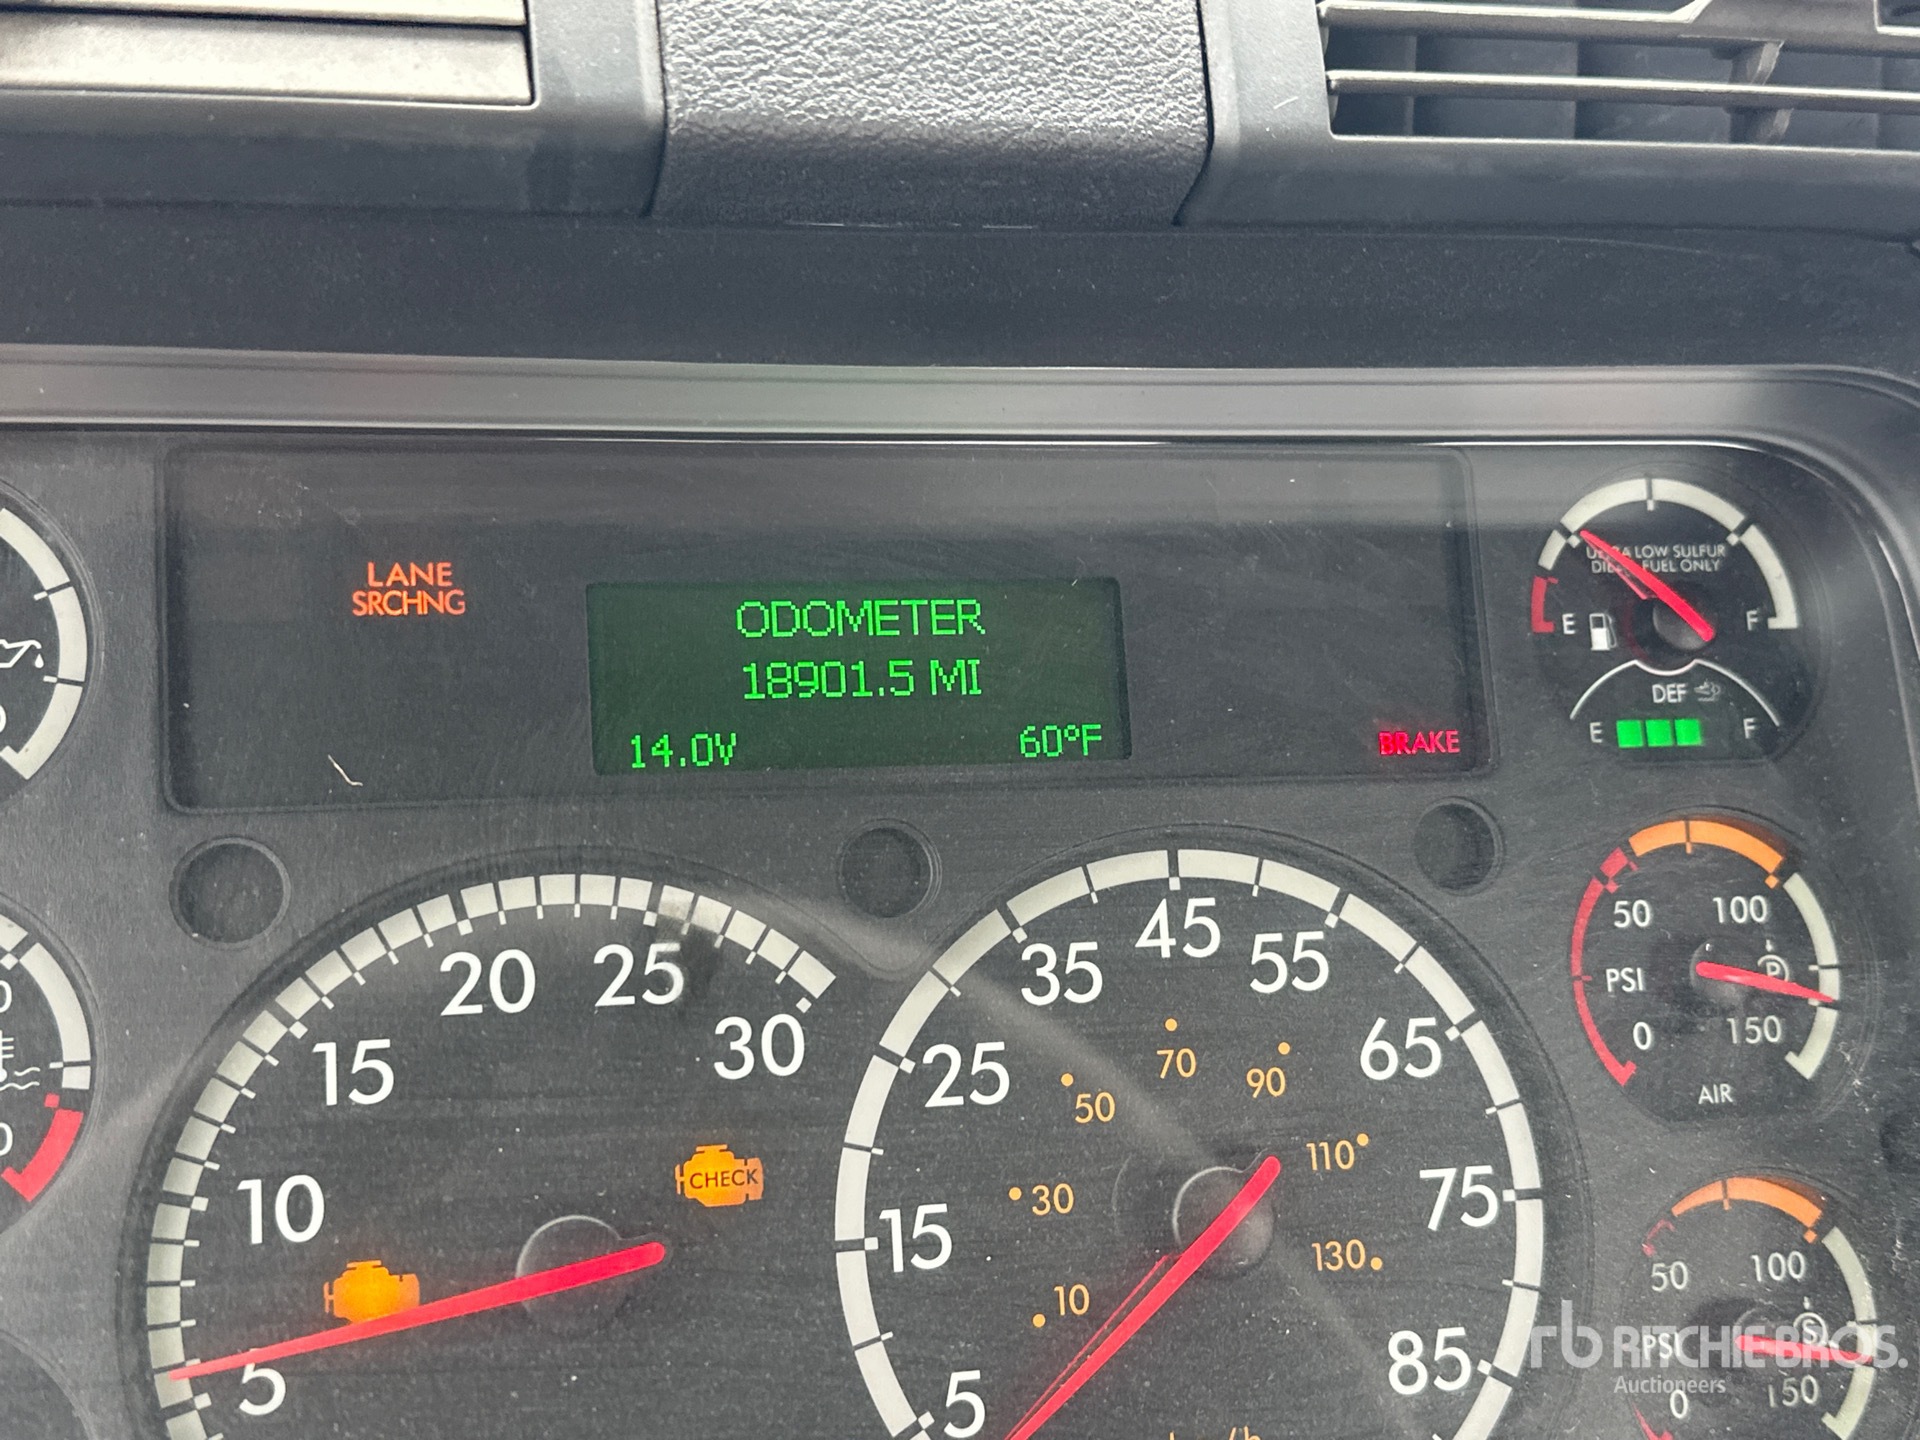 LANE
SRCHNG
ODOMETER
18901.5 MI
14.0V
60°F
BRAKE
ULTRA LOW SULFUR
DIESEL FUEL ONLY
E
F
DEF
E
F
50
100
PSI
P
0
150
AIR
5
10
15
20
25
30
CHECK
5
15
25
35
45
55
65
75
85
10
30
50
70
90
110
130
50
100
PSI
S
0
150
rb RITCHIE BROS.
Auctioneers